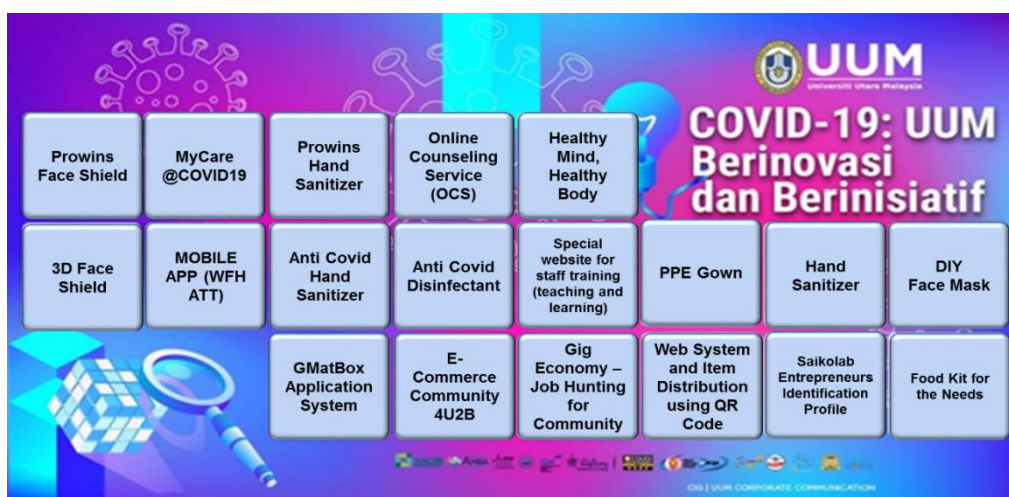 UUM
Universiti Utara Malaysia
COVID-19: UUM
Berinovasi
dan Berinisiatif
Prowins
Face Shield
MyCare
@COVID19
Prowins
Hand
Sanitizer
Online
Counseling
Service
(OCS)
Healthy
Mind,
Healthy
Body
3D Face
Shield
MOBILE
APP (WFH
ATT)
Anti Covid
Hand
Sanitizer
Anti Covid
Disinfectant
Special
website for
staff training
(teaching and
learning)
PPE Gown
Hand
Sanitizer
DIY
Face Mask
GMatBox
Application
System
E-
Commerce
Community
4U2B
Gig
Economy –
Job Hunting
for
Community
Web System
and Item
Distribution
using QR
Code
Saikolab
Entrepreneurs
Identification
Profile
Food Kit for
the Needs
AACSB
AMBA
CIG | UUM CORPORATE COMMUNICATION